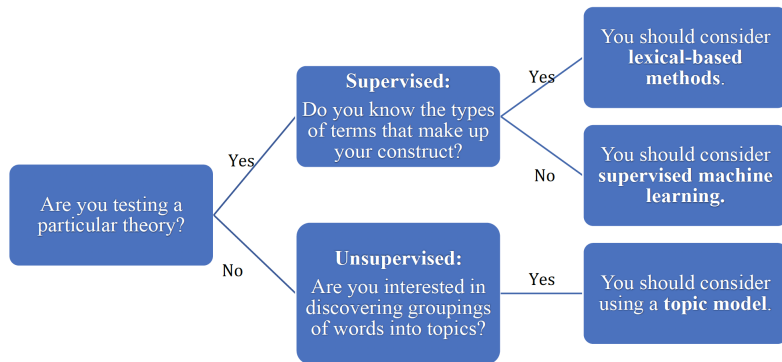 Are you testing a
particular theory?
Yes
No
Supervised:
Do you know the types
of terms that make up
your construct?
Yes
No
Unsupervised:
Are you interested in
discovering groupings
of words into topics?
Yes
You should consider
lexical-based
methods.
You should consider
supervised machine
learning.
You should consider
using a topic model.